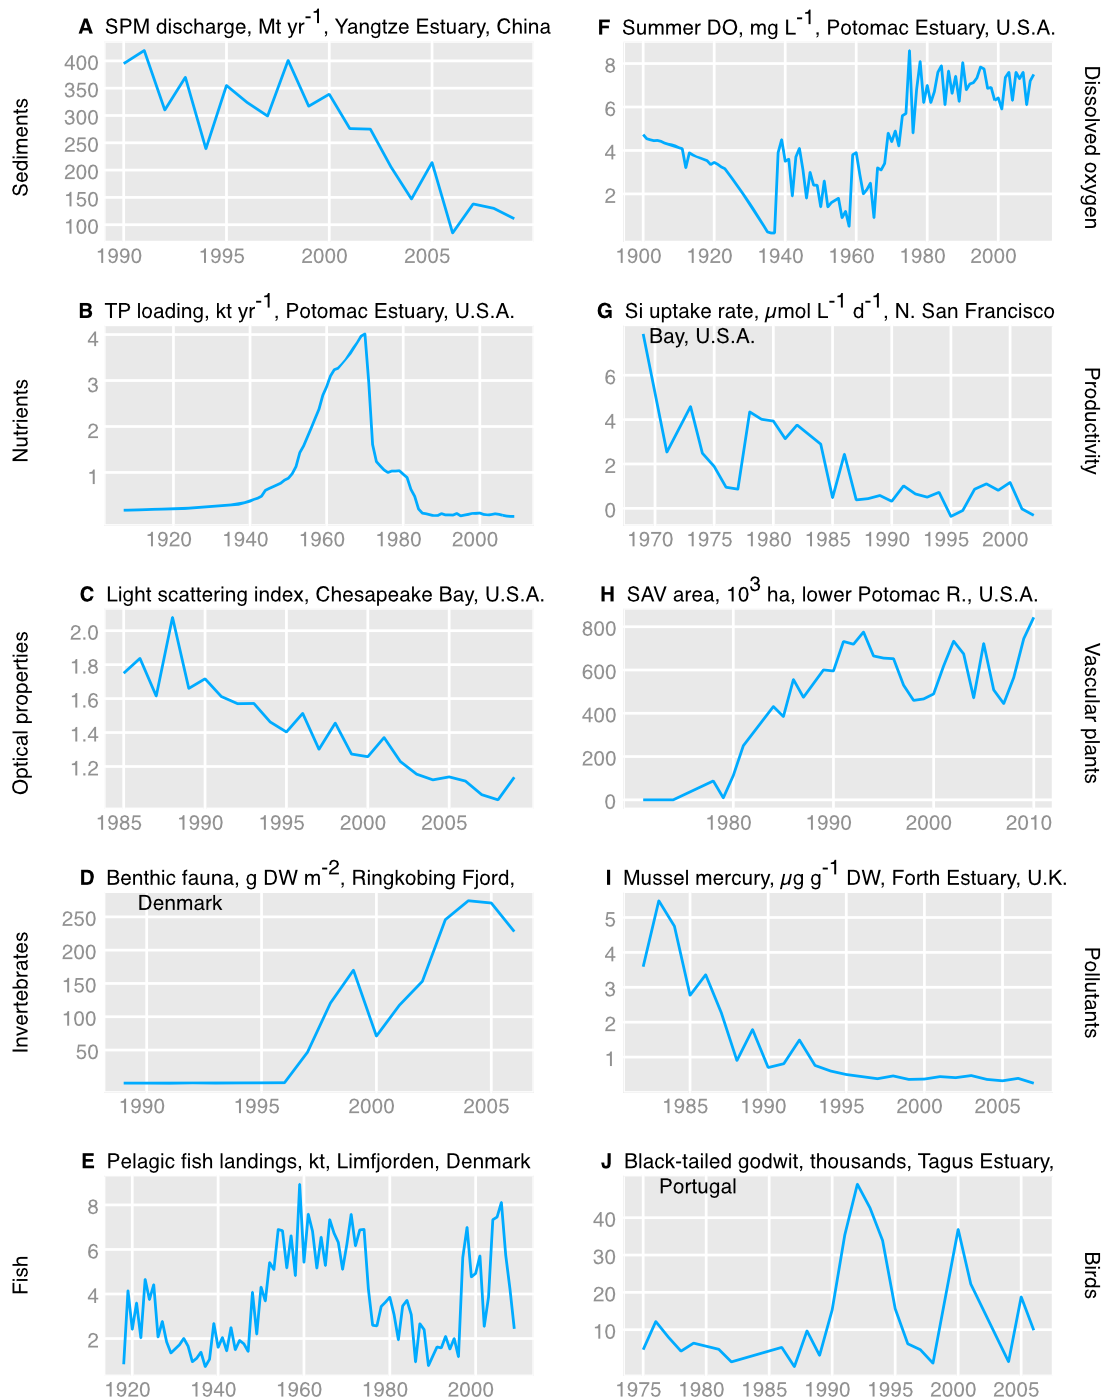 A SPM discharge, Mt yr-1, Yangtze Estuary, China
Sediments
400
350
300
250
200
150
100
1990 1995 2000 2005
F Summer DO, mg L-1, Potomac Estuary, U.S.A.
Dissolved oxygen
8
6
4
2
1900 1920 1940 1960 1980 2000
B TP loading, kt yr-1, Potomac Estuary, U.S.A.
Nutrients
4
3
2
1
1920 1940 1960 1980 2000
G Si uptake rate, µmol L-1 d-1, N. San Francisco
Bay, U.S.A.
Productivity
6
4
2
0
1970 1975 1980 1985 1990 1995 2000
C Light scattering index, Chesapeake Bay, U.S.A.
Optical properties
2.0
1.8
1.6
1.4
1.2
1985 1990 1995 2000 2005
H SAV area, 103 ha, lower Potomac R., U.S.A.
Vascular plants
800
600
400
200
0
1980 1990 2000 2010
D Benthic fauna, g DW m-2, Ringkobing Fjord,
Denmark
Invertebrates
250
200
150
100
50
1990 1995 2000 2005
I Mussel mercury, µg g-1 DW, Forth Estuary, U.K.
Pollutants
5
4
3
2
1
1985 1990 1995 2000 2005
E Pelagic fish landings, kt, Limfjorden, Denmark
Fish
8
6
4
2
1920 1940 1960 1980 2000
J Black-tailed godwit, thousands, Tagus Estuary,
Portugal
Birds
40
30
20
10
1975 1980 1985 1990 1995 2000 2005